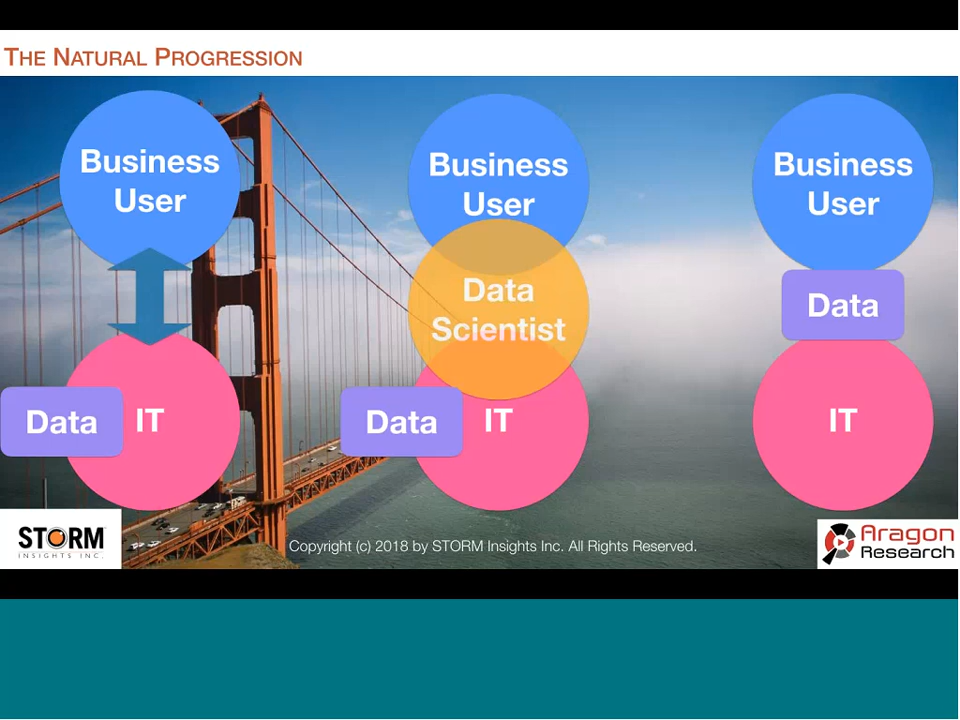 THE NATURAL PROGRESSION
Business
User
Data
IT
Business
User
Data
Scientist
Data
IT
Business
User
Data
IT
STORM
INSIGHTS INC.
Copyright (c) 2018 by STORM Insights Inc. All Rights Reserved.
Aragon
Research